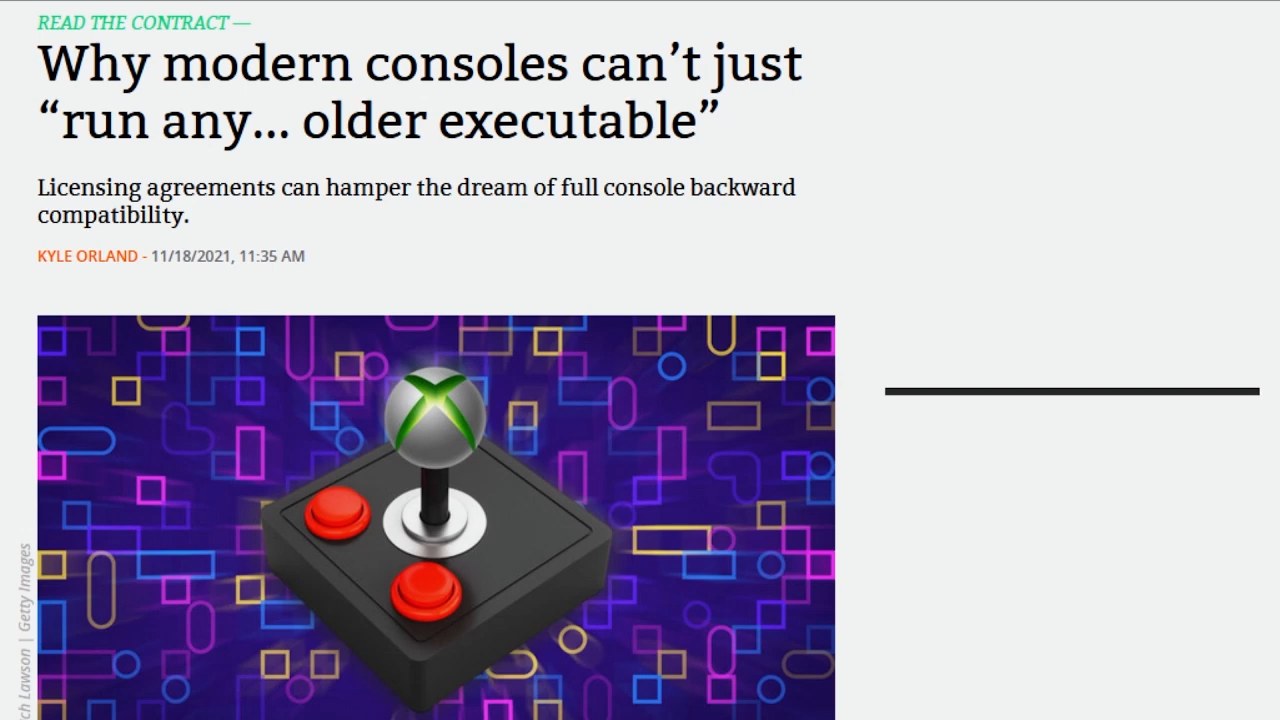 READ THE CONTRACT —
Why modern consoles can’t just
“run any… older executable”
Licensing agreements can hamper the dream of full console backward
compatibility.
KYLE ORLAND - 11/18/2021, 11:35 AM
Lawson | Getty Images